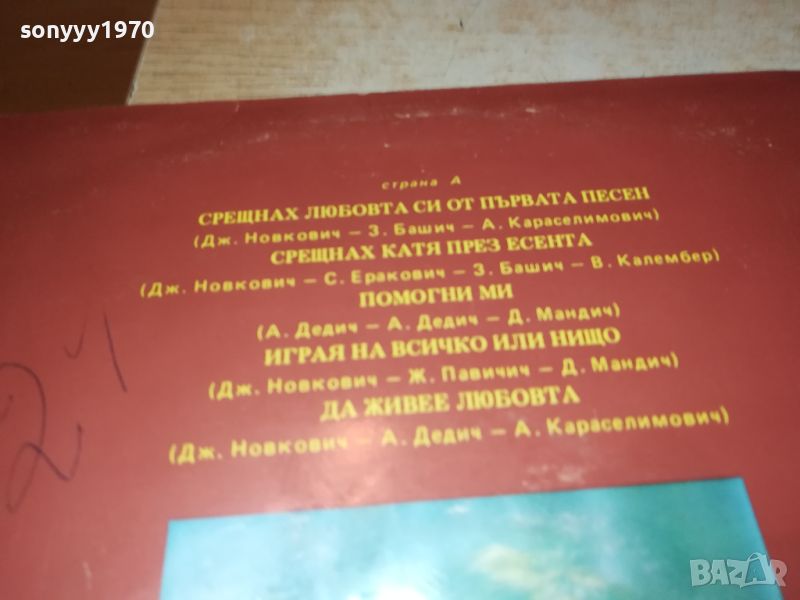 sonyyy1970
страна А
СРЕЩНАХ ЛЮБОВТА СИ ОТ ПЪРВАТА ПЕСЕН
(Дж. Новкович – З. Башич – А. Караселимович)
СРЕЩНАХ КАТЯ ПРЕЗ ЕСЕНТА
(Дж. Новкович – С. Еракович – З. Башич – В. Калембер)
ПОМОГНИ МИ
(А. Дедич – А. Дедич – Д. Мандич)
ИГРАЯ НА ВСИЧКО ИЛИ НИЩО
(Дж. Новкович – Ж. Павичич – Д. Мандич)
ДА ЖИВЕЕ ЛЮБОВТА
(Дж. Новкович – А. Дедич – А. Караселимович)
24
BAZAR